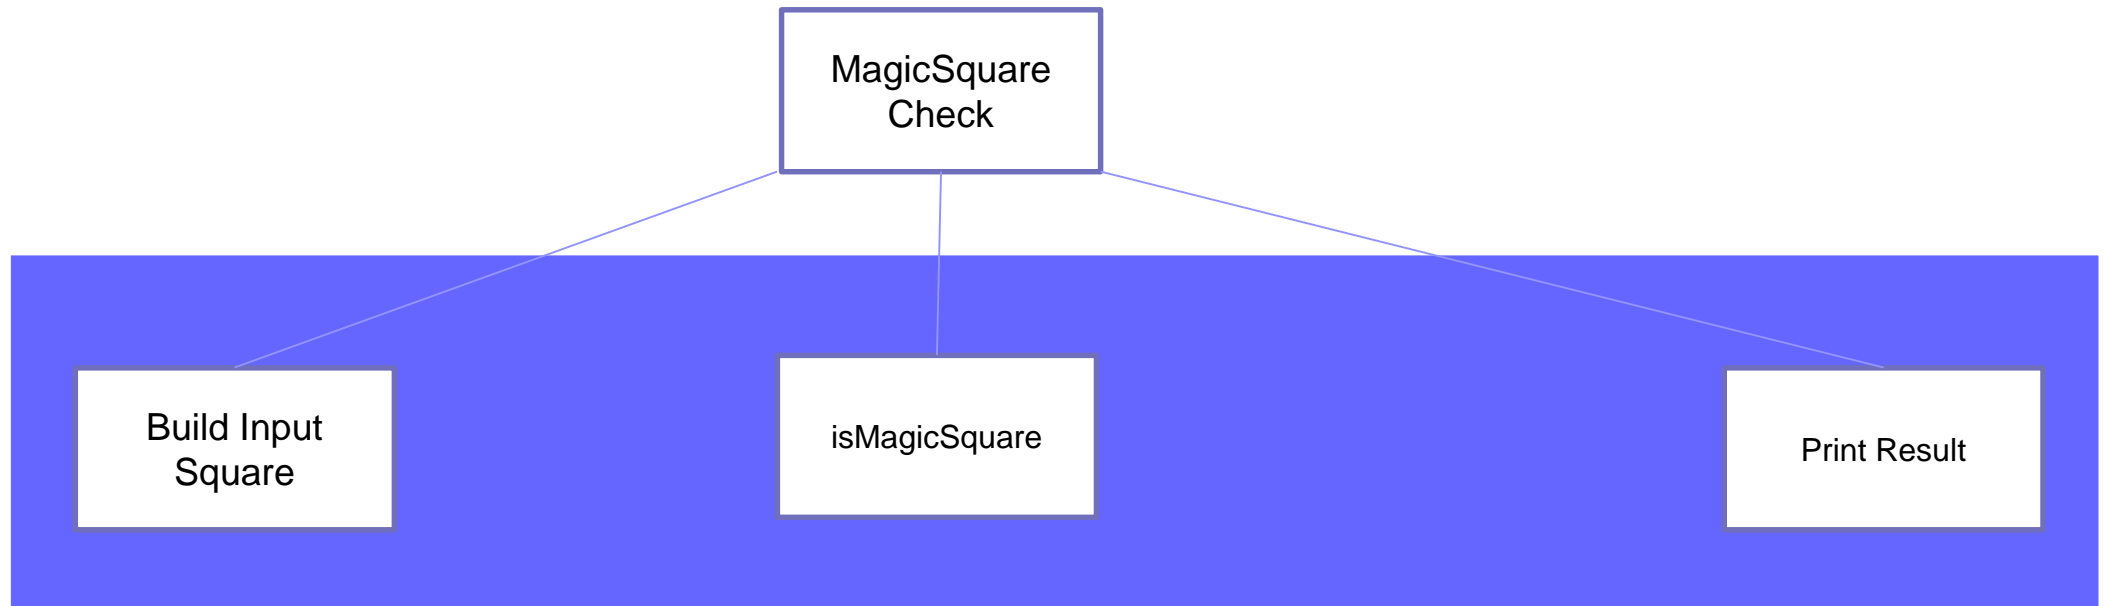 MagicSquare
Check
Build Input
Square
isMagicSquare
Print Result